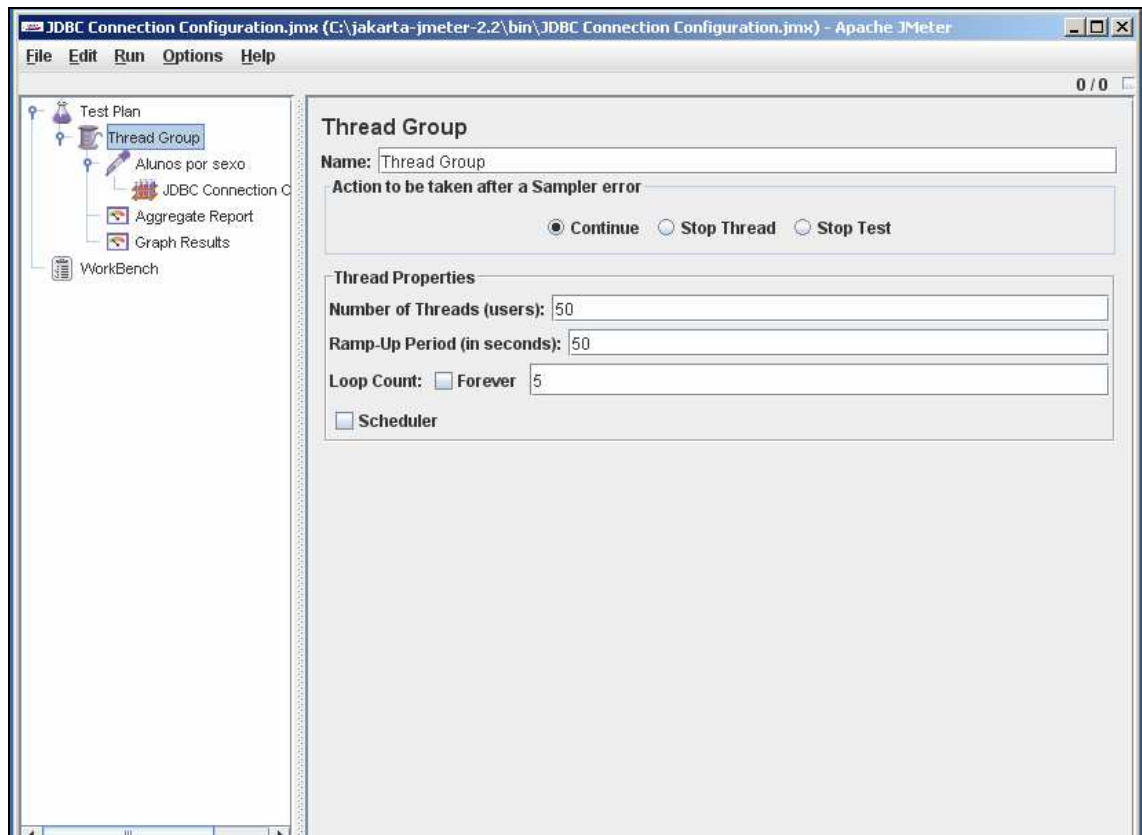 JDBC Connection Configuration.jmx (C:\jakarta-jmeter-2.2\bin\JDBC Connection Configuration.jmx) - Apache JMeter
File Edit Run Options Help
0 / 0
Test Plan
Thread Group
Alunos por sexo
JDBC Connection C
Aggregate Report
Graph Results
WorkBench
Thread Group
Name: Thread Group
Action to be taken after a Sampler error
Continue Stop Thread Stop Test
Thread Properties
Number of Threads (users): 50
Ramp-Up Period (in seconds): 50
Loop Count: Forever 5
Scheduler